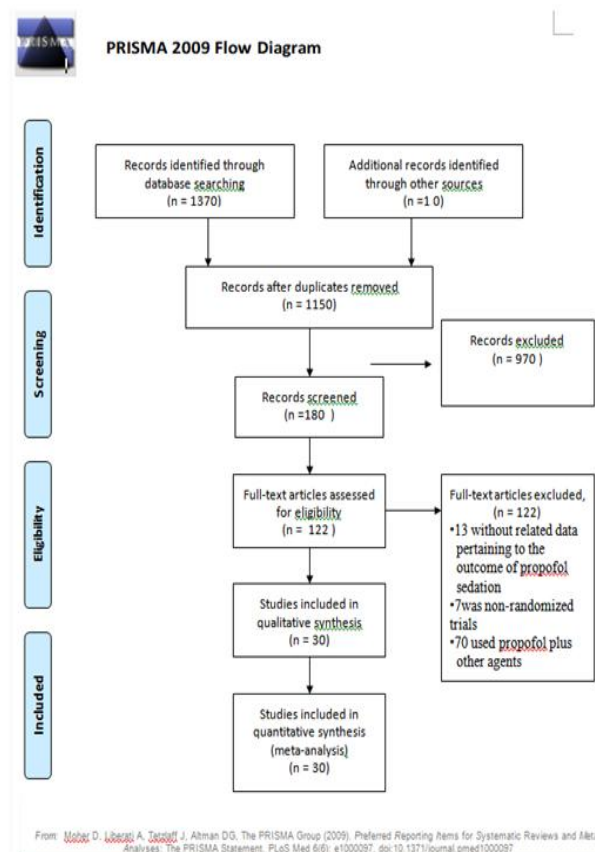 PRISMA
PRISMA 2009 Flow Diagram
Identification
Records identified through
database searching
(n = 1370)
Additional records identified
through other sources
(n =1 0)
Records after duplicates removed
(n = 1150)
Screening
Records excluded
(n = 970 )
Records screened
(n =180 )
Eligibility
Full-text articles assessed
for eligibility
(n = 122 )
Full-text articles excluded,
(n = 122)
•13 without related data
pertaining to the
outcome of propofol
sedation
•7was non-randomized
trials
•70 used propofol plus
other agents
Studies included in
qualitative synthesis
(n = 30)
Included
Studies included in
quantitative synthesis
(meta-analysis)
(n = 30)
From: Moher D, Liberati A, Tetzlaff J, Altman DG, The PRISMA Group (2009). Preferred Reporting Items for Systematic Reviews and Meta
Analyses: The PRISMA Statement. PLoS Med 6(6): e1000097. doi:10.1371/journal.pmed1000097